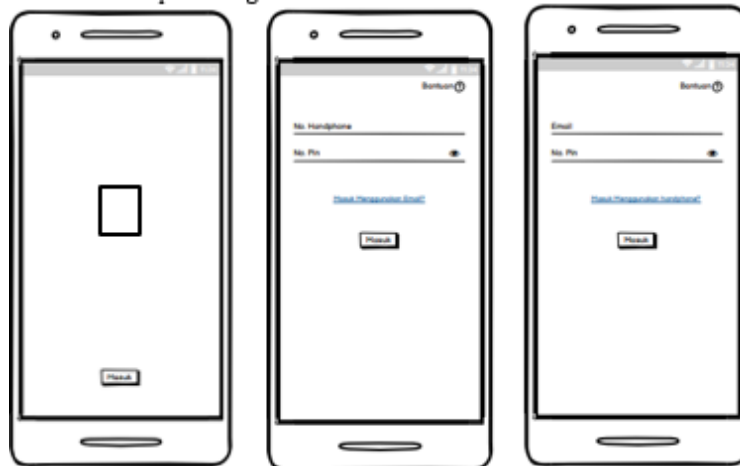 Masuk
Bantuan
No. Handphone
No. Pin
Masuk Menggunakan Email?
Masuk
Bantuan
Email
No. Pin
Masuk Menggunakan handphone?
Masuk